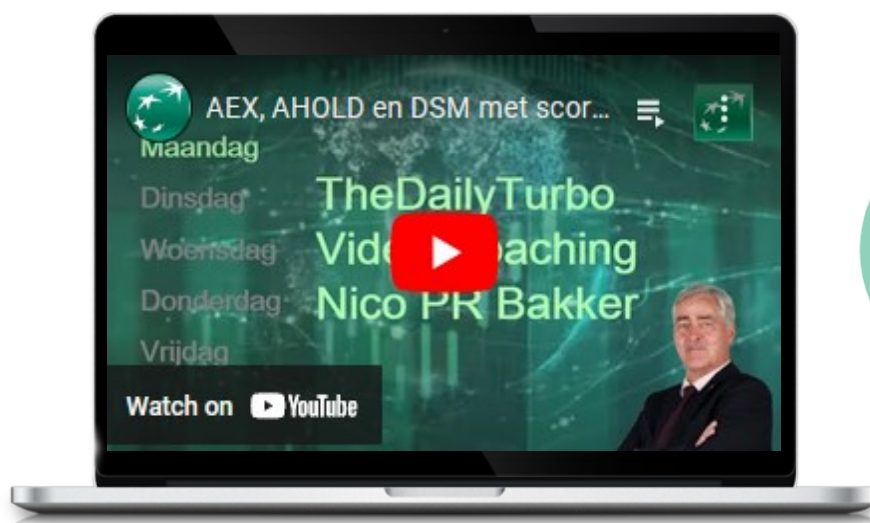 AEX, AHOLD en DSM met scor...
Maandag
Dinsdag
Woensdag
Donderdag
Vrijdag
TheDailyTurbo
Nico PR Bakker
Watch on YouTube